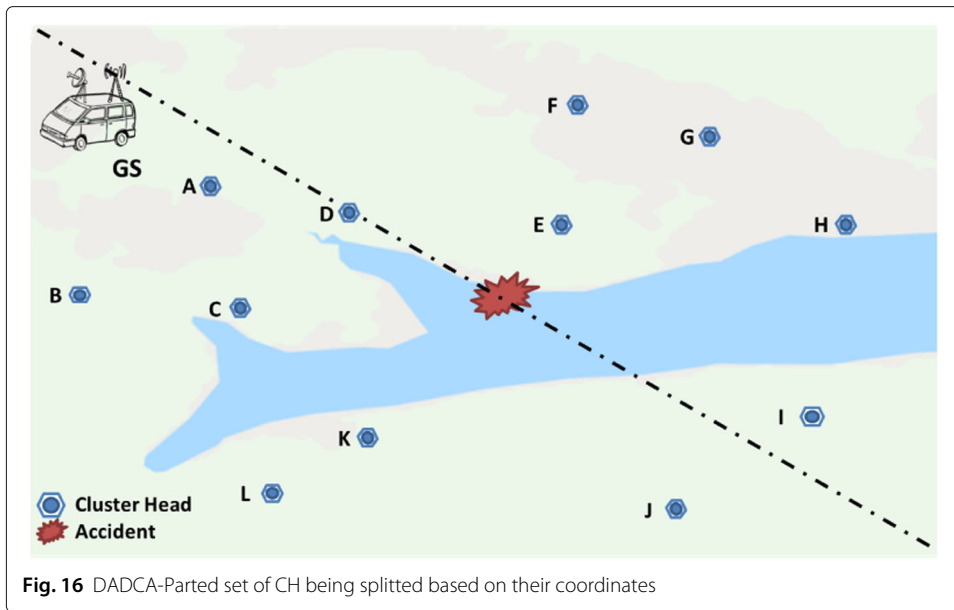 F
G
GS
A
D
E
H
B
C
I
K
L
J
Cluster Head
Accident
Fig. 16 DADCA-Parted set of CH being splitted based on their coordinates